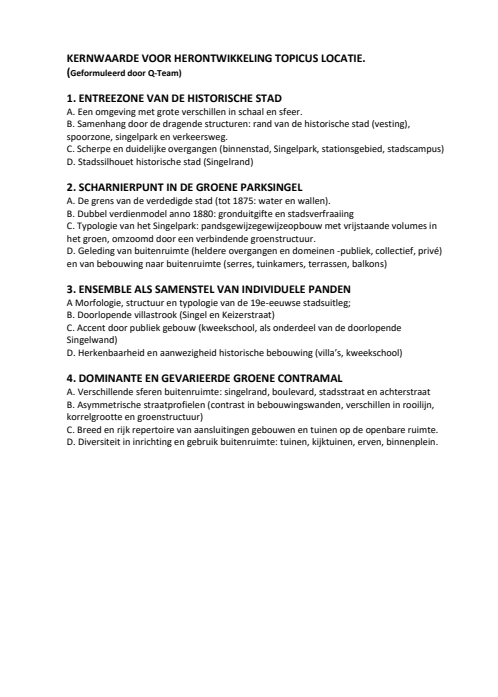 KERNWAARDE VOOR HERONTWIKKELING TOPICUS LOCATIE.
(Geformuleerd door Q-Team)
1. ENTREEZONE VAN DE HISTORISCHE STAD
A. Een omgeving met grote verschillen in schaal en sfeer.
B. Samenhang door de dragende structuren: rand van de historische stad (vesting),
spoorzone, singelpark en verkeersweg.
C. Scherpe en duidelijke overgangen (binnenstad, Singelpark, stationsgebied, stadscampus)
D. Stadssilhouet historische stad (Singelrand)
2. SCHARNIERPUNT IN DE GROENE PARKSINGEL
A. De grens van de verdedigde stad (tot 1875: water en wallen).
B. Dubbel verdienmodel anno 1880: gronduitgifte en stadsverfraaiing
C. Typologie van het Singelpark: pandsgewijzegewijzeopbouw met vrijstaande volumes in
het groen, omzoomd door een verbindende groenstructuur.
D. Geleding van buitenruimte (heldere overgangen en domeinen -publiek, collectief, privé)
en van bebouwing naar buitenruimte (serres, tuinkamers, terrassen, balkons)
3. ENSEMBLE ALS SAMENSTEL VAN INDIVIDUELE PANDEN
A Morfologie, structuur en typologie van de 19e-eeuwse stadsuitleg;
B. Doorlopende villastrook (Singel en Keizerstraat)
C. Accent door publiek gebouw (kweekschool, als onderdeel van de doorlopende
Singelwand)
D. Herkenbaarheid en aanwezigheid historische bebouwing (villa's, kweekschool)
4. DOMINANTE EN GEVARIEERDE GROENE CONTRAMAL
A. Verschillende sferen buitenruimte: singelrand, boulevard, stadsstraat en achterstraat
B. Asymmetrische straatprofielen (contrast in bebouwingswanden, verschillen in rooilijn,
korrelgrootte en groenstructuur)
C. Breed en rijk repertoire van aansluitingen gebouwen en tuinen op de openbare ruimte.
D. Diversiteit in inrichting en gebruik buitenruimte: tuinen, kijktuinen, erven, binnenplein.